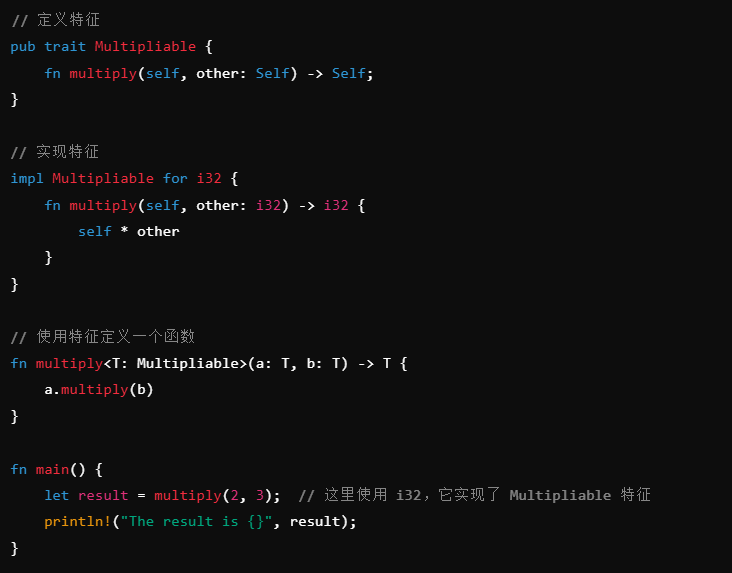 // 定义特征
pub trait Multipliable {
    fn multiply(self, other: Self) -> Self;
}

// 实现特征
impl Multipliable for i32 {
    fn multiply(self, other: i32) -> i32 {
        self * other
    }
}

// 使用特征定义一个函数
fn multiply<T: Multipliable>(a: T, b: T) -> T {
    a.multiply(b)
}

fn main() {
    let result = multiply(2, 3);  // 这里使用 i32，它实现了 Multipliable 特征
    println!("The result is {}", result);
}